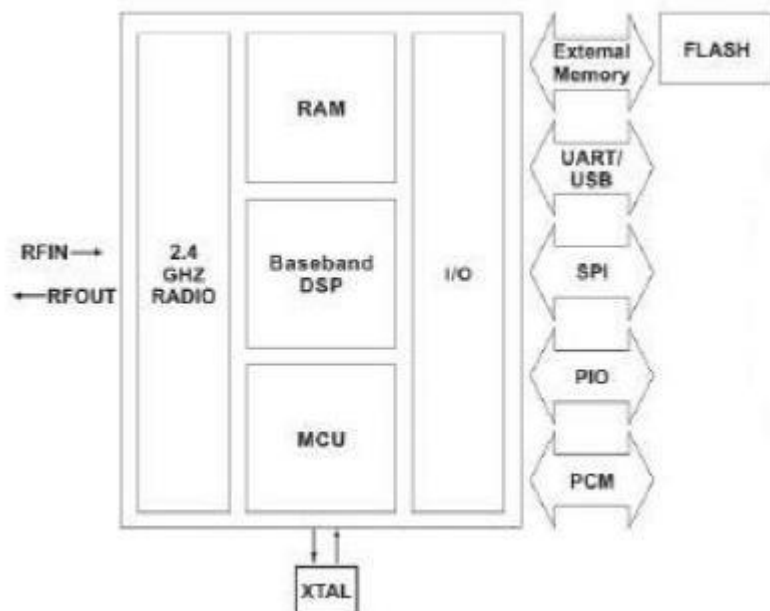 External
Memory
FLASH
RAM
UART/
USB
RFIN
RFOUT
2.4
GHZ
RADIO
Baseband
DSP
I/O
SPI
PIO
MCU
PCM
XTAL